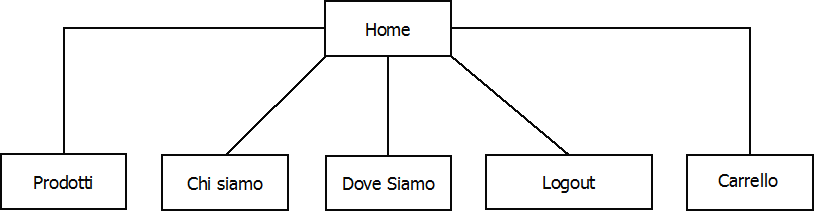 Home
Prodotti
Chi siamo
Dove Siamo
Logout
Carrello